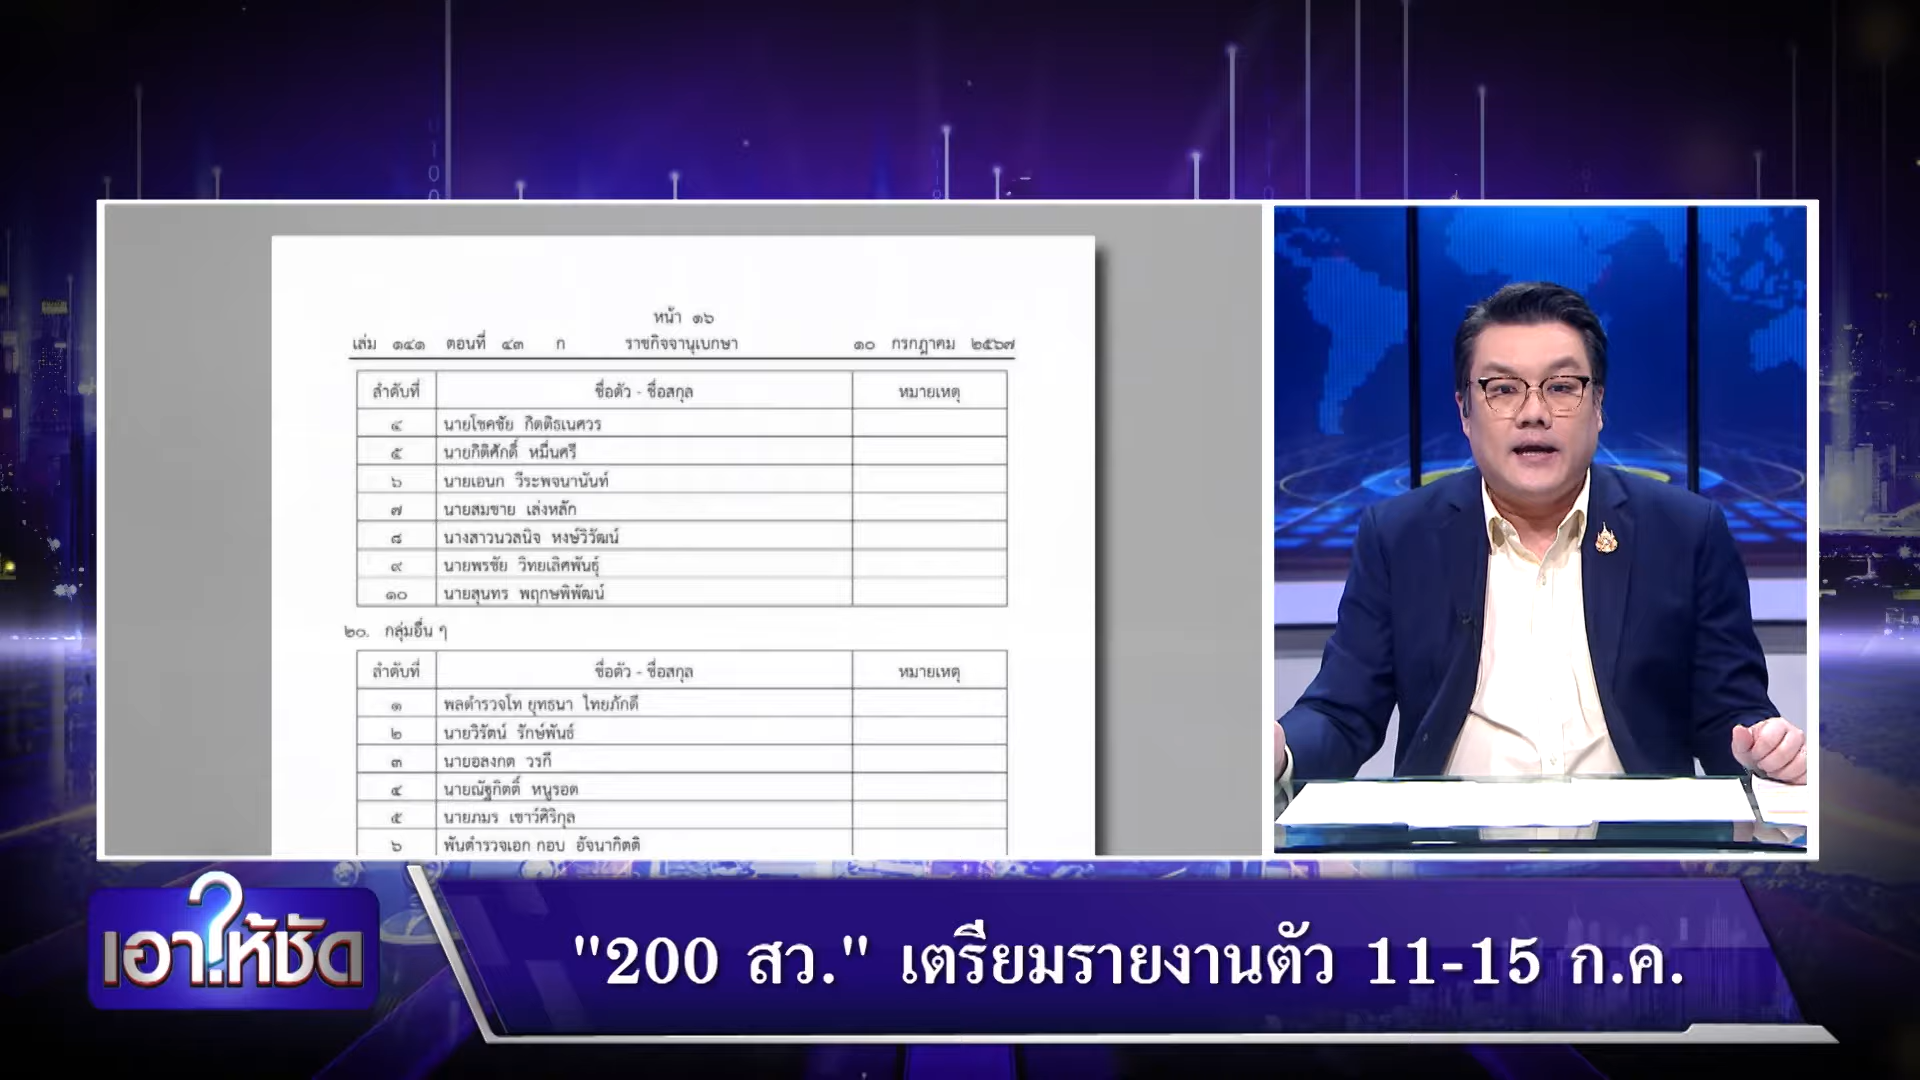 หน้า ๑๖
เล่ม ๑๔๑ ตอนที่ ๔๓ ก ราชกิจจานุเบกษา ๑๐ กรกฎาคม ๒๕๖๗
ลำดับที่ ชื่อตัว - ชื่อสกุล หมายเหตุ
๔ นายโชคชัย กิตติธเนศวร
๕ นายกิติศักดิ์ หมื่นศรี
๖ นายเอนก วีระพจนานันท์
๗ นายสมชาย เล่งหลัก
๘ นางสาวนวลนิจ หงษ์วิวัฒน์
๙ นายพรชัย วิทยเลิศพันธุ์
๑๐ นายสุนทร พฤกษพิพัฒน์
๒๐. กลุ่มอื่น ๆ
ลำดับที่ ชื่อตัว - ชื่อสกุล หมายเหตุ
๑ พลตำรวจโท ยุทธนา ไทยภักดี
๒ นายวิรัตน์ รักษ์พันธ์
๓ นายอลงกต วรกี
๔ นายณัฐกิตติ์ หนูรอด
๕ นายภมร เชาว์ศิริกุล
๖ พันตำรวจเอก กอบ อัจนากิตติ
เอาให้ชัด?
"200 สว." เตรียมรายงานตัว 11-15 ก.ค.